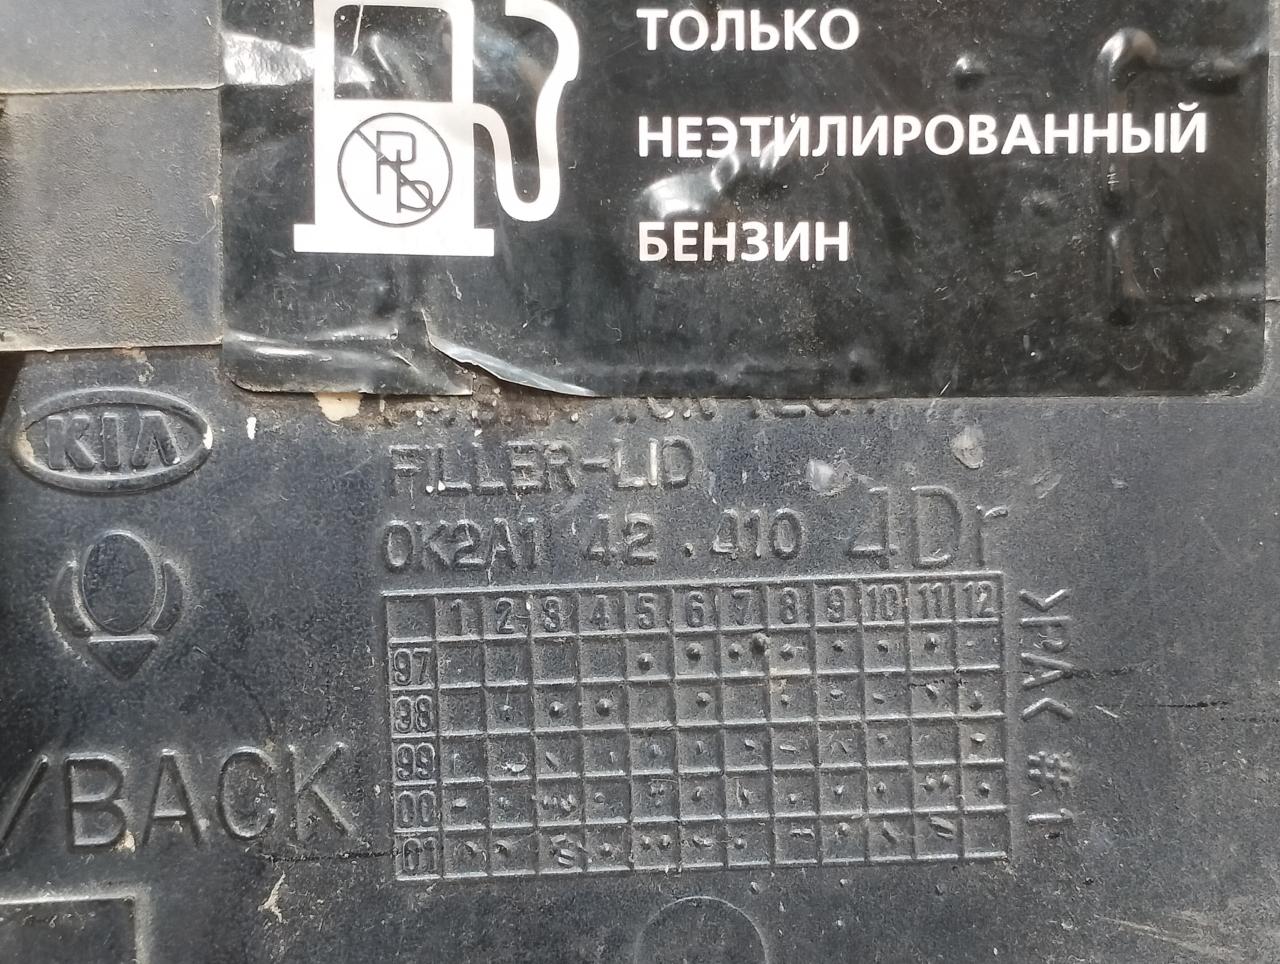 ТОЛЬКО
НЕЭТИЛИРОВАННЫЙ
БЕНЗИН
KIA
FILLER-LID
0K2A1 42.410 4Dr
1 2 3 4 5 6 7 8 9 10 11 12
97
98
99
00
01
1#
/BACK